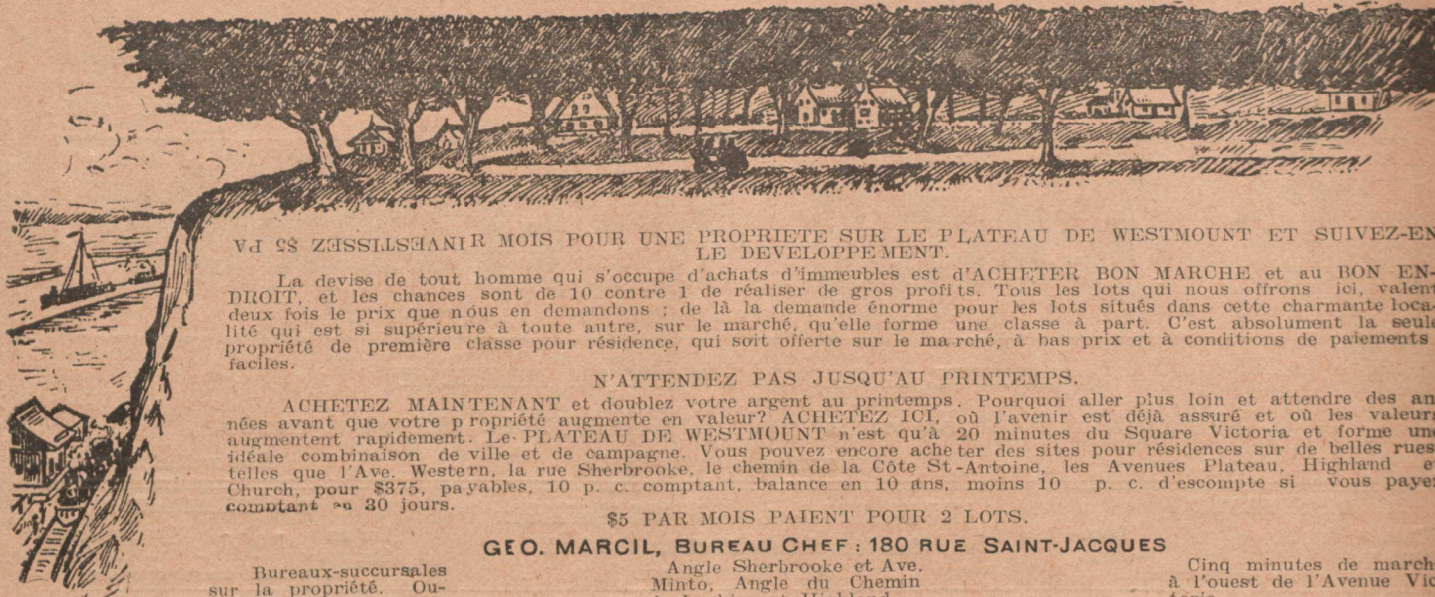 INVESTISSEZ $5 PAR MOIS POUR UNE PROPRIETE SUR LE PLATEAU DE WESTMOUNT ET SUIVEZ-EN
LE DEVELOPPEMENT.
La devise de tout homme qui s'occupe d'achats d'immeubles est d'ACHETER BON MARCHE et au BON EN-
DROIT, et les chances sont de 10 contre 1 de réaliser de gros profits. Tous les lots qui nous offrons ici, valent
deux fois le prix que nous en demandons : de là la demande énorme pour les lots situés dans cette charmante loca-
lité qui est si supérieure à toute autre, sur le marché, qu'elle forme une classe à part. C'est absolument la seule
propriété de première classe pour résidence, qui soit offerte sur le marché, à bas prix et à conditions de paiements
faciles.
N'ATTENDEZ PAS JUSQU'AU PRINTEMPS.
ACHETEZ MAINTENANT et doublez votre argent au printemps. Pourquoi aller plus loin et attendre des an
nées avant que votre propriété augmente en valeur? ACHETEZ ICI, où l'avenir est déjà assuré et où les valeurs
augmentent rapidement. Le PLATEAU DE WESTMOUNT n'est qu'à 20 minutes du Square Victoria et forme une
idéale combinaison de ville et de campagne. Vous pouvez encore acheter des sites pour résidences sur de belles rues
telles que l'Ave. Western, la rue Sherbrooke, le chemin de la Côte St-Antoine, les Avenues Plateau, Highland et
Church, pour $375, payables, 10 p. c. comptant, balance en 10 ans, moins 10 p. c. d'escompte si vous payez
comptant en 30 jours.
$5 PAR MOIS PAIENT POUR 2 LOTS.
GEO. MARCIL, BUREAU CHEF : 180 RUE SAINT-JACQUES
Bureaux-succursales
sur la propriété. Ou-
Angle Sherbrooke et Ave.
Minto, Angle du Chemin
Cinq minutes de march
à l'ouest de l'Avenue Vic